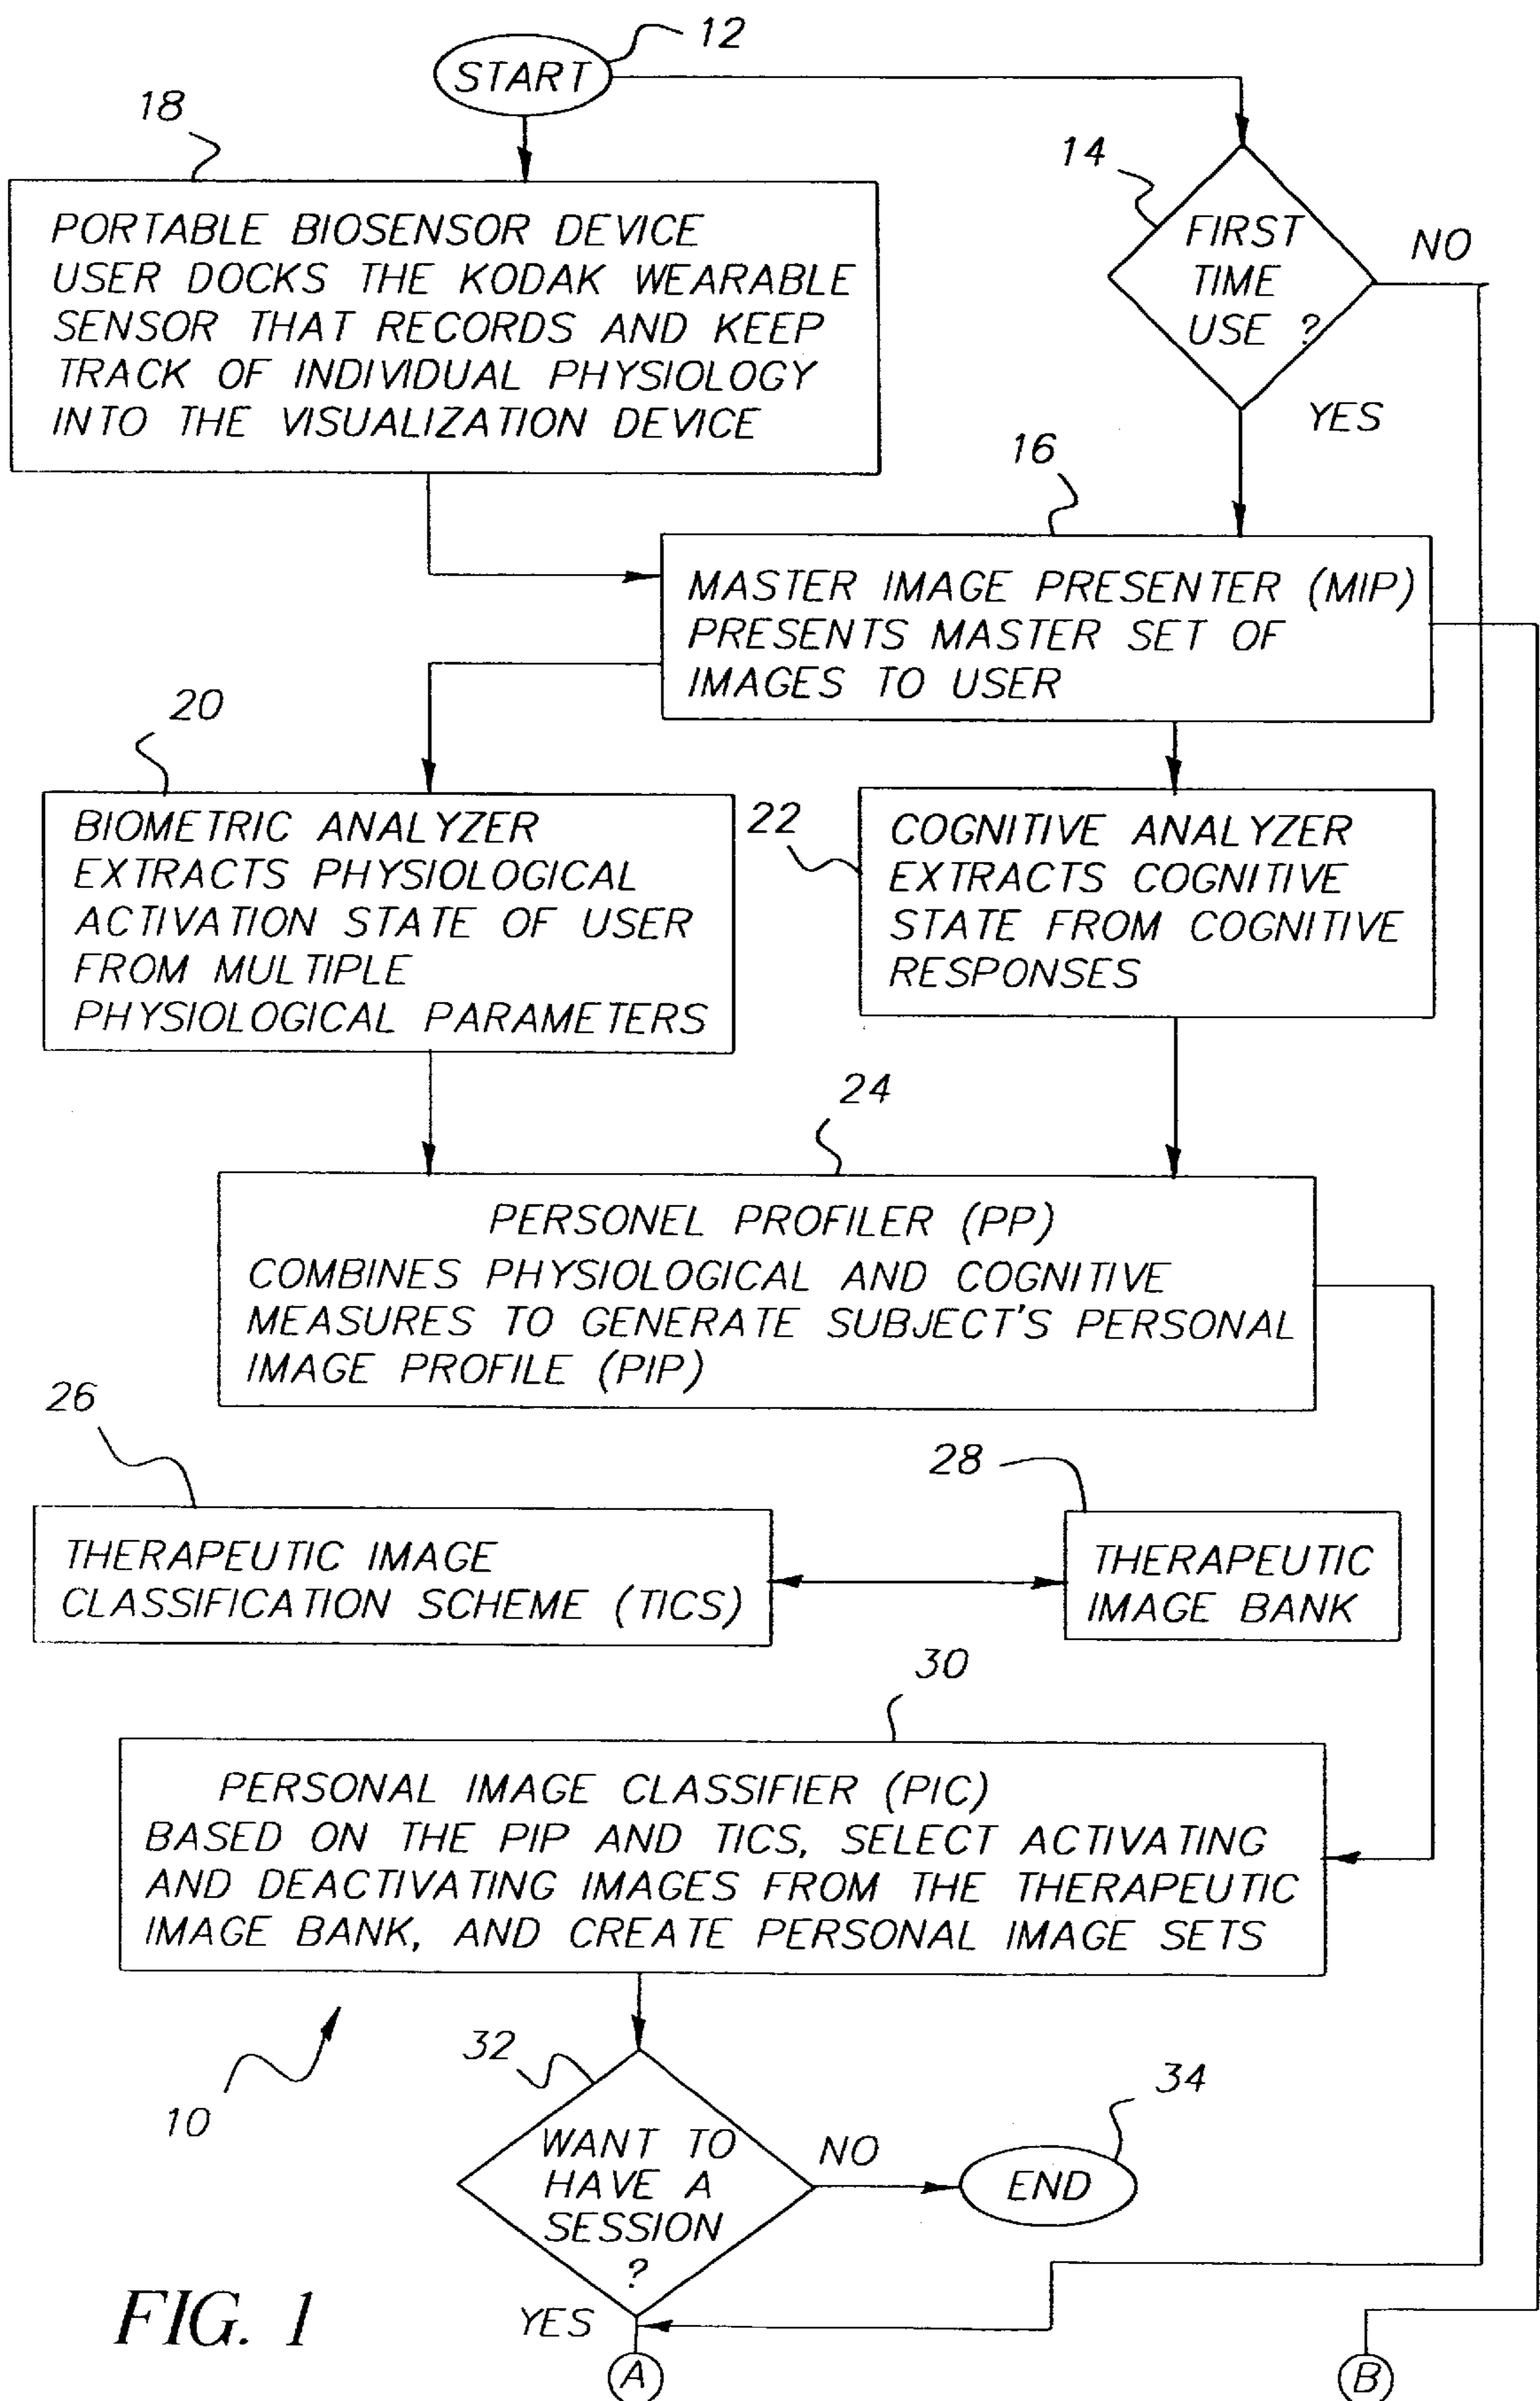 12
START
18
14
PORTABLE BIOSENSOR DEVICE
USER DOCKS THE KODAK WEARABLE
SENSOR THAT RECORDS AND KEEP
TRACK OF INDIVIDUAL PHYSIOLOGY
INTO THE VISUALIZATION DEVICE
FIRST
TIME
USE ?
NO
YES
16
MASTER IMAGE PRESENTER (MIP)
PRESENTS MASTER SET OF
IMAGES TO USER
20
BIOMETRIC ANALYZER
EXTRACTS PHYSIOLOGICAL
ACTIVATION STATE OF USER
FROM MULTIPLE
PHYSIOLOGICAL PARAMETERS
22
COGNITIVE ANALYZER
EXTRACTS COGNITIVE
STATE FROM COGNITIVE
RESPONSES
24
PERSONEL PROFILER (PP)
COMBINES PHYSIOLOGICAL AND COGNITIVE
MEASURES TO GENERATE SUBJECT'S PERSONAL
IMAGE PROFILE (PIP)
26
28
THERAPEUTIC IMAGE
CLASSIFICATION SCHEME (TICS)
THERAPEUTIC
IMAGE BANK
30
PERSONAL IMAGE CLASSIFIER (PIC)
BASED ON THE PIP AND TICS, SELECT ACTIVATING
AND DEACTIVATING IMAGES FROM THE THERAPEUTIC
IMAGE BANK, AND CREATE PERSONAL IMAGE SETS
10
32
WANT TO
HAVE A
SESSION
?
NO
34
END
YES
FIG. 1
A
B